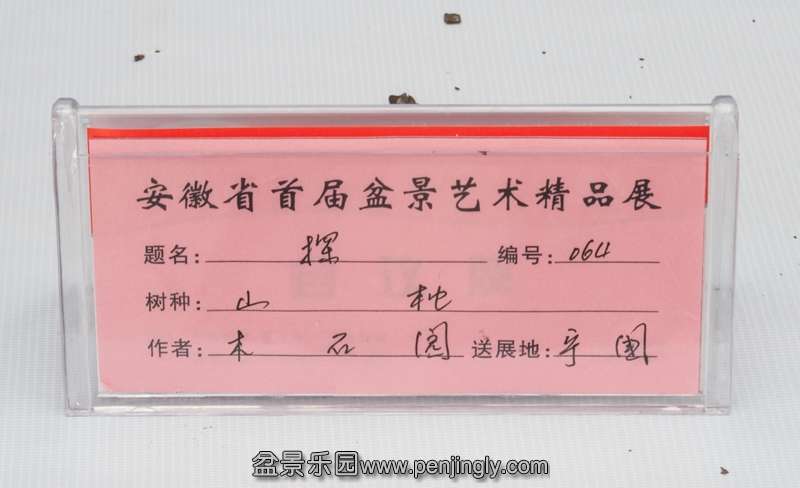 安徽省首届盆景艺术精品展
题名: 探 编号: 064
树种: 山
作者: 木石园 送展地: 宁国
盆景乐园www.penjingly.com